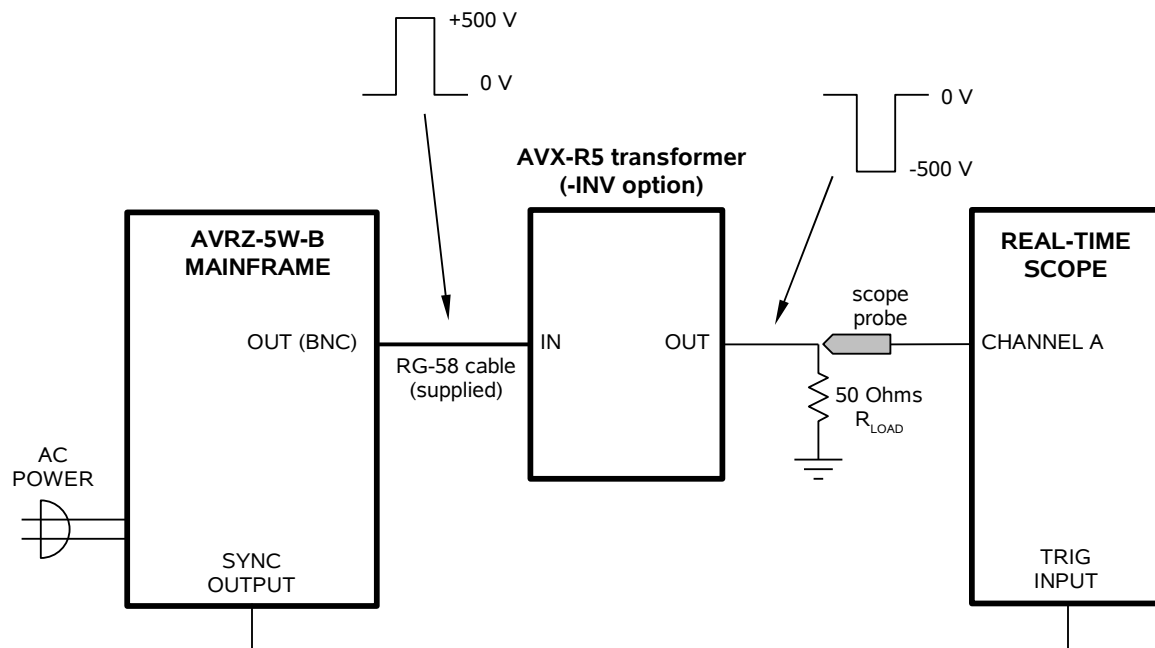 +500 V
0 V
0 V
-500 V
AVX-R5 transformer
(-INV option)
AVRZ-5W-B
MAINFRAME
REAL-TIME
SCOPE
scope
probe
OUT (BNC)
IN
OUT
CHANNEL A
RG-58 cable
(supplied)
50 Ohms
RLOAD
AC
POWER
SYNC
OUTPUT
TRIG
INPUT